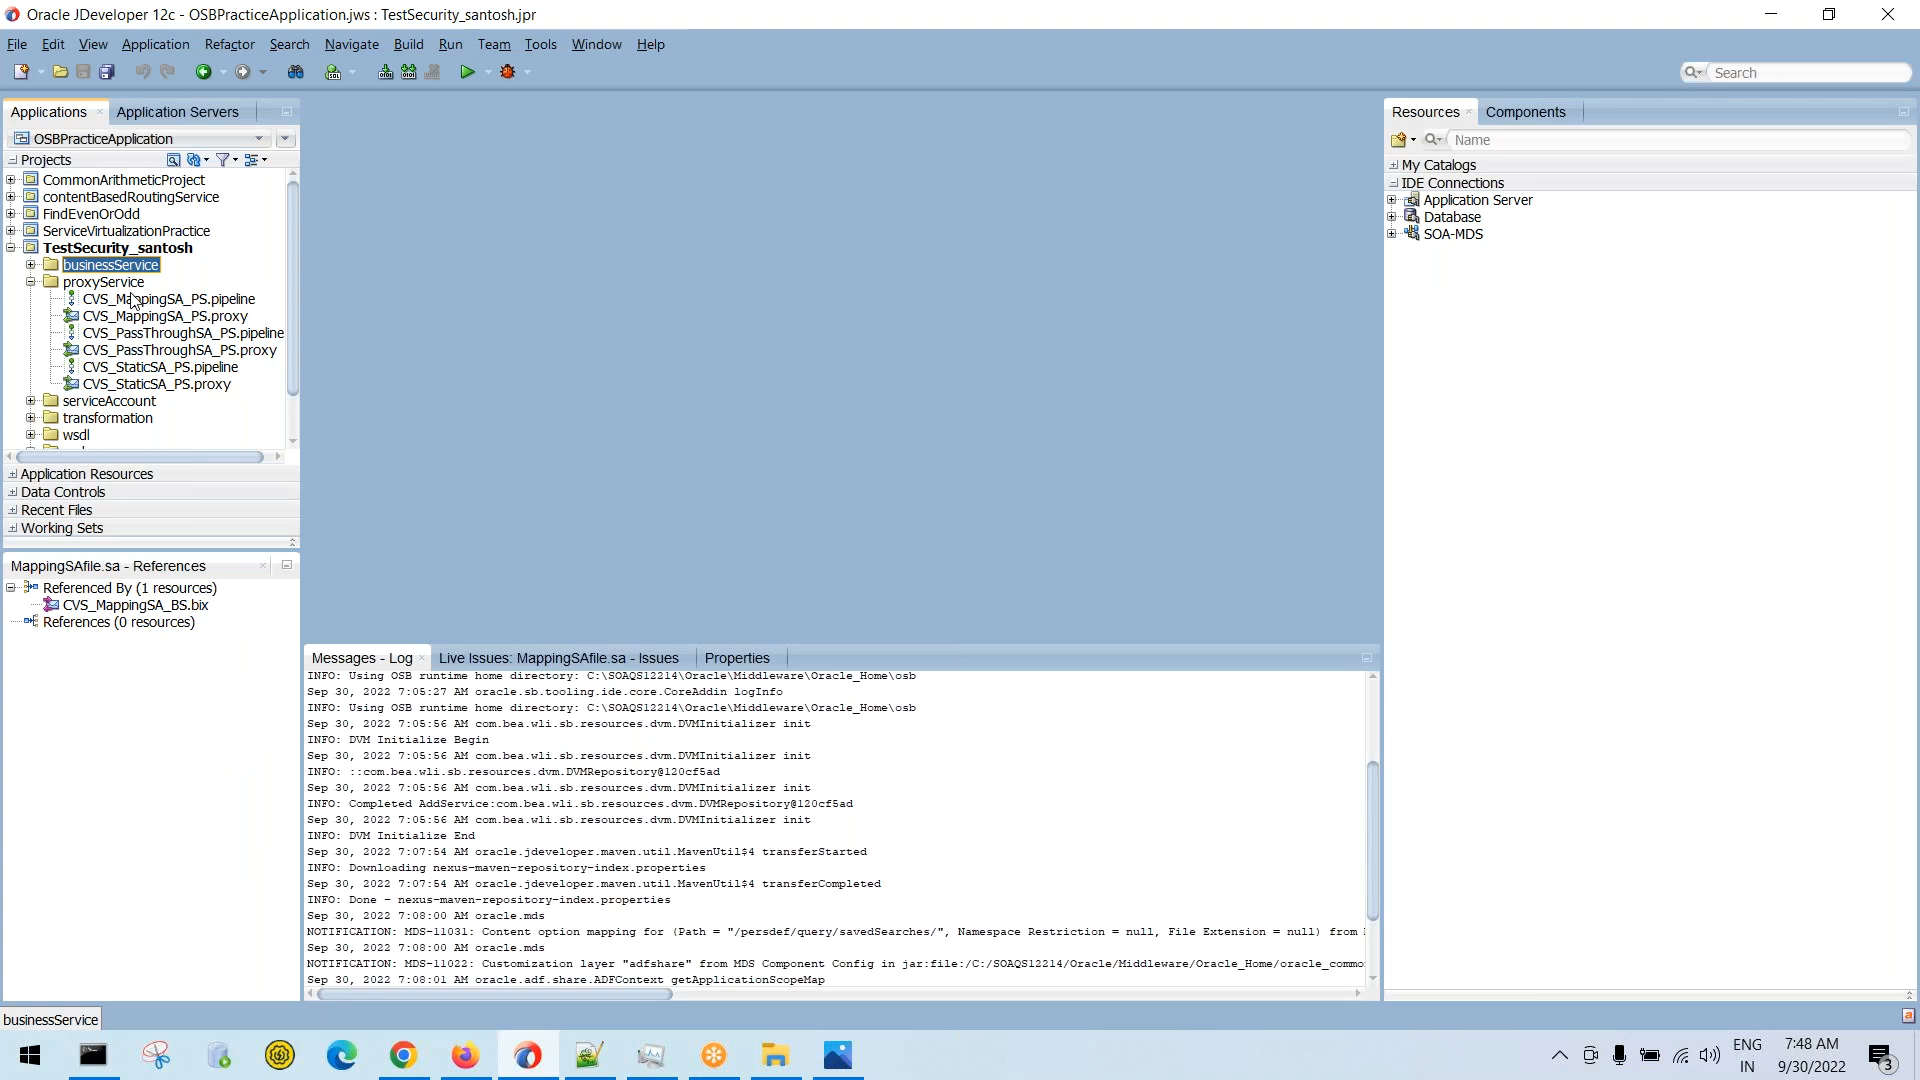 Oracle JDeveloper 12c - OSBPracticeApplication.jws : TestSecurity_santosh.jpr
File Edit View Application Refactor Search Navigate Build Run Team Tools Window Help
Search
Applications Application Servers
OSBPracticeApplication
Projects
CommonArithmeticProject
contentBasedRoutingService
FindEvenOrOdd
ServiceVirtualizationPractice
TestSecurity_santosh
businessService
proxyService
CVS_MappingSA_PS.pipeline
CVS_MappingSA_PS.proxy
CVS_PassThroughSA_PS.pipeline
CVS_PassThroughSA_PS.proxy
CVS_StaticSA_PS.pipeline
CVS_StaticSA_PS.proxy
serviceAccount
transformation
wsdl
Application Resources
Data Controls
Recent Files
Working Sets
MappingSAfile.sa - References
Referenced By (1 resources)
CVS_MappingSA_BS.bix
References (0 resources)
Messages - Log Live Issues: MappingSAfile.sa - Issues Properties
INFO: Using OSB runtime home directory: C:\SOAQS12214\Oracle\Middleware\Oracle_Home\osb
Sep 30, 2022 7:05:27 AM oracle.sb.tooling.ide.core.CoreAddin logInfo
INFO: Using OSB runtime home directory: C:\SOAQS12214\Oracle\Middleware\Oracle_Home\osb
Sep 30, 2022 7:05:56 AM com.bea.wli.sb.resources.dvm.DVMInitializer init
INFO: DVM Initialize Begin
Sep 30, 2022 7:05:56 AM com.bea.wli.sb.resources.dvm.DVMInitializer init
INFO: ::com.bea.wli.sb.resources.dvm.DVMRepository@120cf5ad
Sep 30, 2022 7:05:56 AM com.bea.wli.sb.resources.dvm.DVMInitializer init
INFO: Completed AddService:com.bea.wli.sb.resources.dvm.DVMRepository@120cf5ad
Sep 30, 2022 7:05:56 AM com.bea.wli.sb.resources.dvm.DVMInitializer init
INFO: DVM Initialize End
Sep 30, 2022 7:07:54 AM oracle.jdeveloper.maven.util.MavenUtil$4 transferStarted
INFO: Downloading nexus-maven-repository-index.properties
Sep 30, 2022 7:07:54 AM oracle.jdeveloper.maven.util.MavenUtil$4 transferCompleted
INFO: Done - nexus-maven-repository-index.properties
Sep 30, 2022 7:08:00 AM oracle.mds
NOTIFICATION: MDS-11031: Content option mapping for (Path = "/persdef/query/savedSearches/", Namespace Restriction = null, File Extension = null) from
Sep 30, 2022 7:08:00 AM oracle.mds
NOTIFICATION: MDS-11022: Customization layer "adfshare" from MDS Component Config in jar:file:/C:/SOAQS12214/Oracle/Middleware/Oracle_Home/oracle_commo
Sep 30, 2022 7:08:01 AM oracle.adf.share.ADFContext getApplicationScopeMap
Resources Components
Name
My Catalogs
IDE Connections
Application Server
Database
SOA-MDS
businessService
ENG
IN
7:48 AM
9/30/2022
3